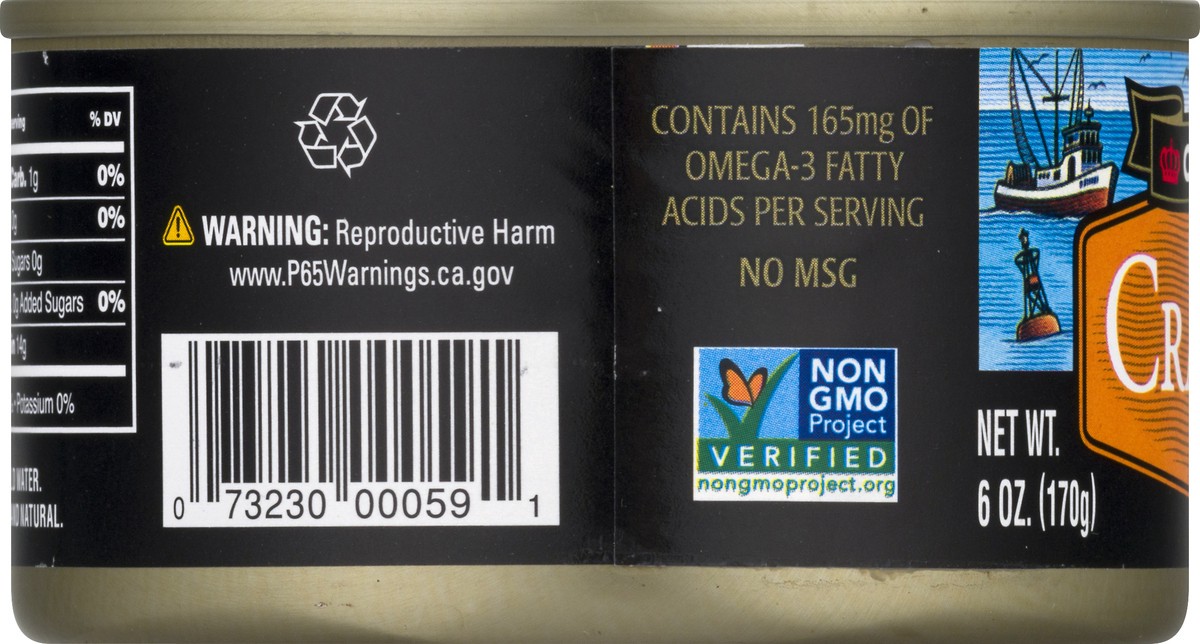 % DV
Carb. 1g 0%
0%
Sugars 0g
Added Sugars 0%
14g
Potassium 0%
WATER.
NATURAL.
⚠ WARNING: Reproductive Harm
www.P65Warnings.ca.gov
0 73230 00059 1
CONTAINS 165mg OF
OMEGA-3 FATTY
ACIDS PER SERVING
NO MSG
NON
GMO
Project
VERIFIED
nongmoproject.org
NET WT.
6 OZ. (170g)